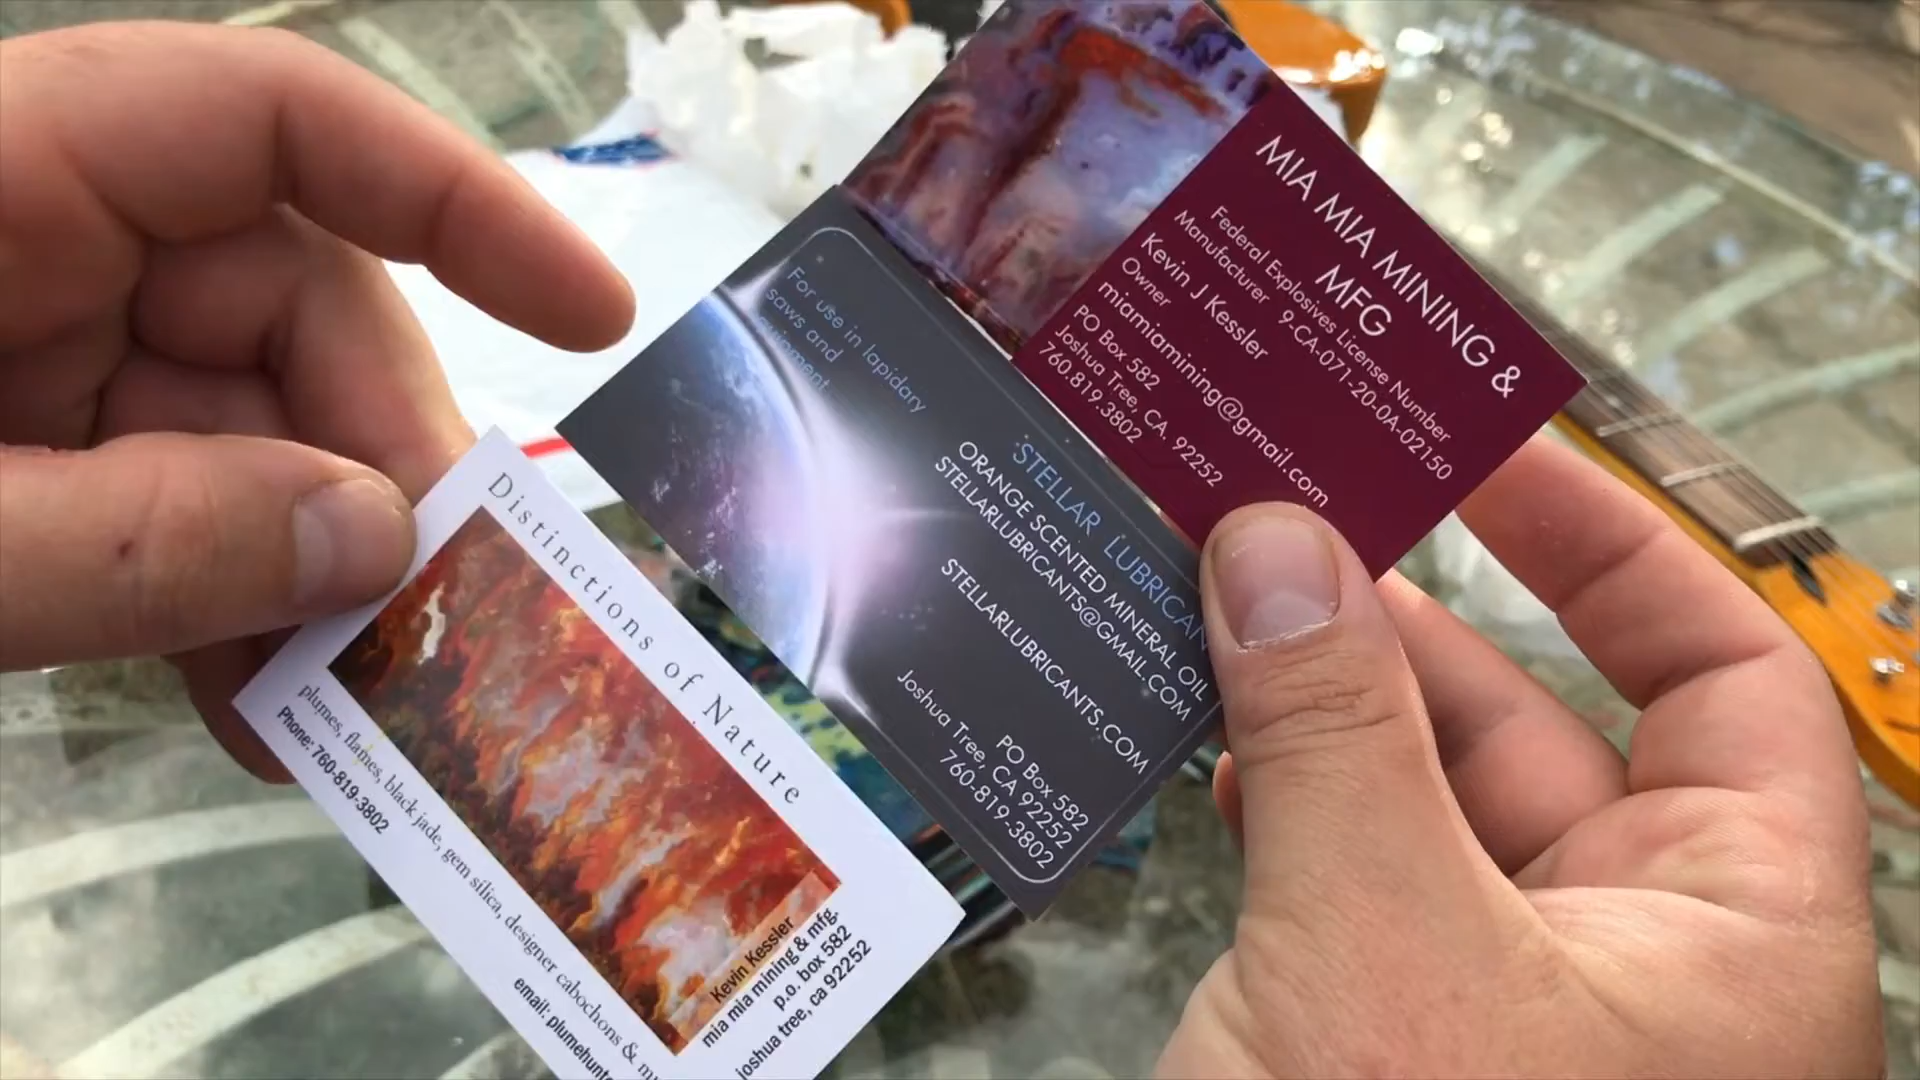 MIA MIA MINING &
MFG
Federal Explosives License Number
Manufacturer 9-CA-071-20-0A-02150
Kevin J Kessler
Owner
miamiamining@gmail.com
PO Box 582
Joshua Tree, CA. 92252
760.819.3802
For use in lapidary
saws and
equipment
STELLAR LUBRICAN
ORANGE SCENTED MINERAL OIL
STELLARLUBRICANTS@GMAIL.COM
STELLARLUBRICANTS.COM
PO Box 582
Joshua Tree, CA 92252
760-819-3802
Distinctions of Nature
Kevin Kessler
mia mia mining & mfg.
p.o. box 582
joshua tree, ca 92252
plumes, flames, black jade, gem silica, designer cabochons &
Phone: 760-819-3802
email: plumehunte